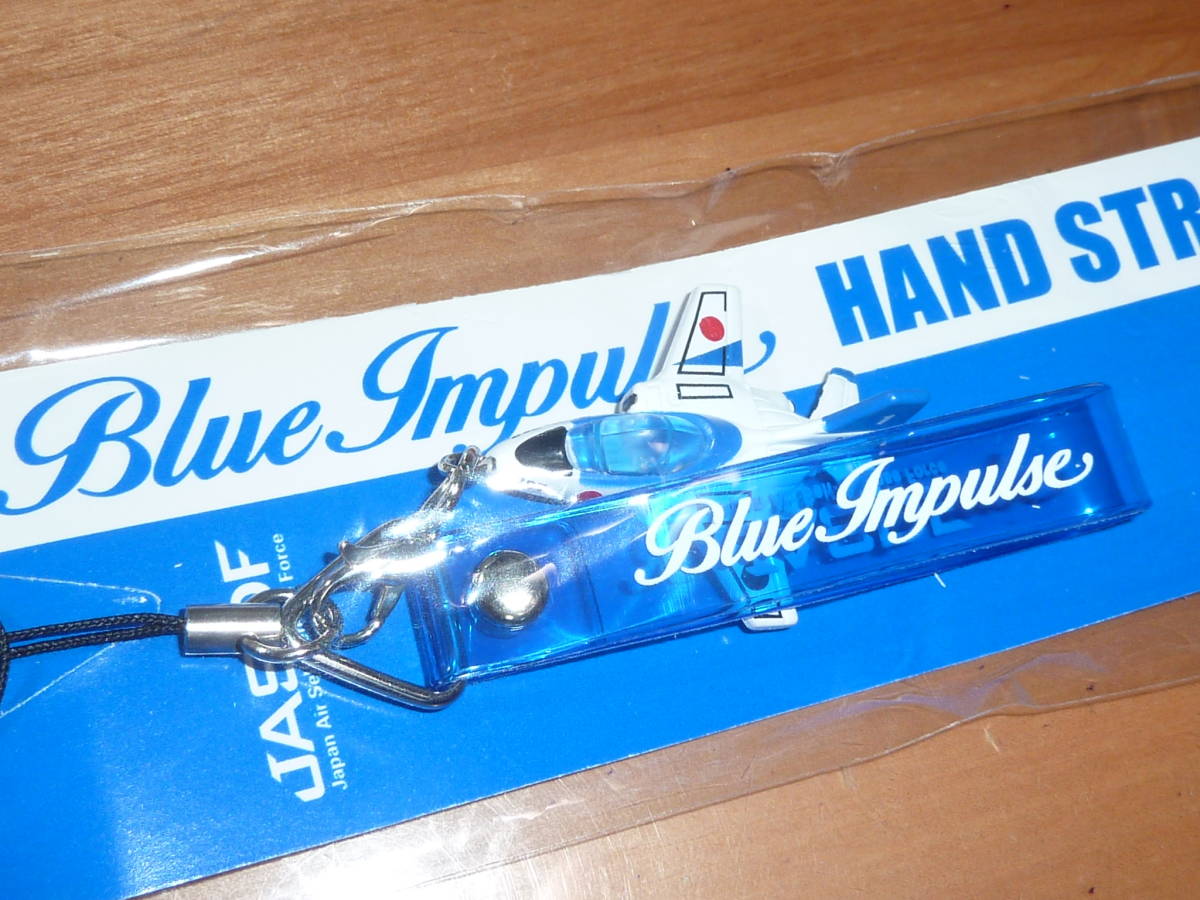 Blue Impulse
HAND STR
Blue Impulse
JASDF
Japan Air Se Force